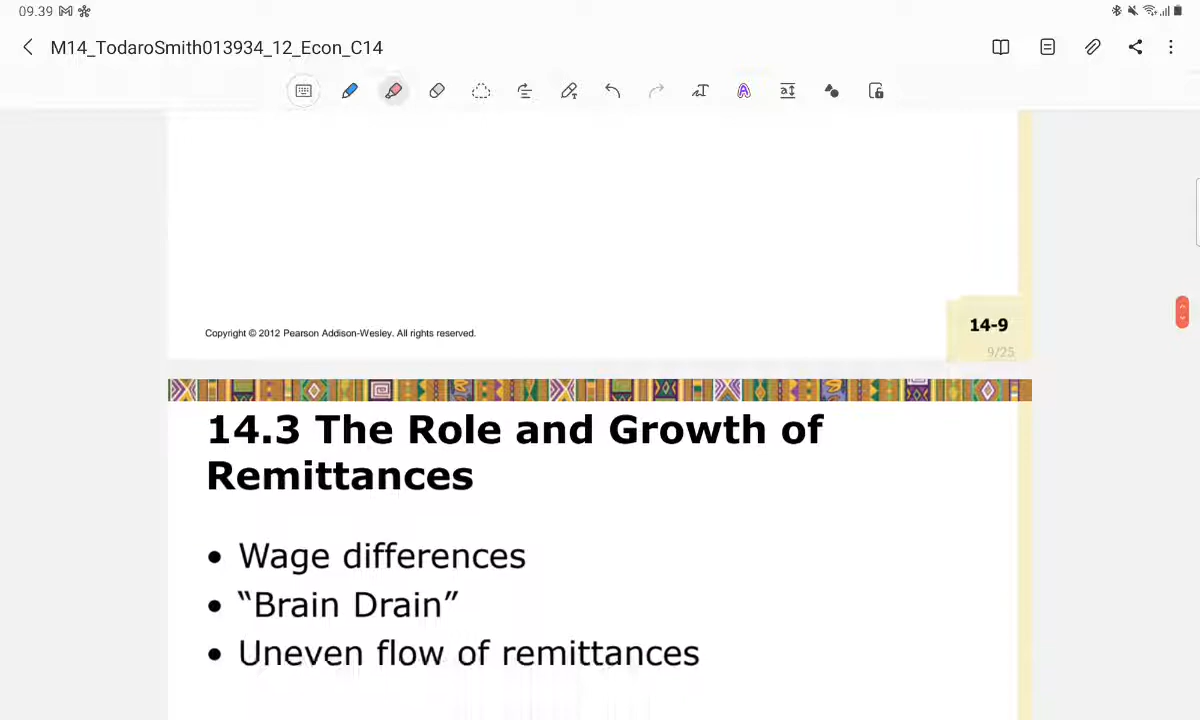 09.39
M14_TodaroSmith013934_12_Econ_C14
Copyright © 2012 Pearson Addison-Wesley. All rights reserved.
14-9
9/25
14.3 The Role and Growth of
Remittances
• Wage differences
• “Brain Drain”
• Uneven flow of remittances